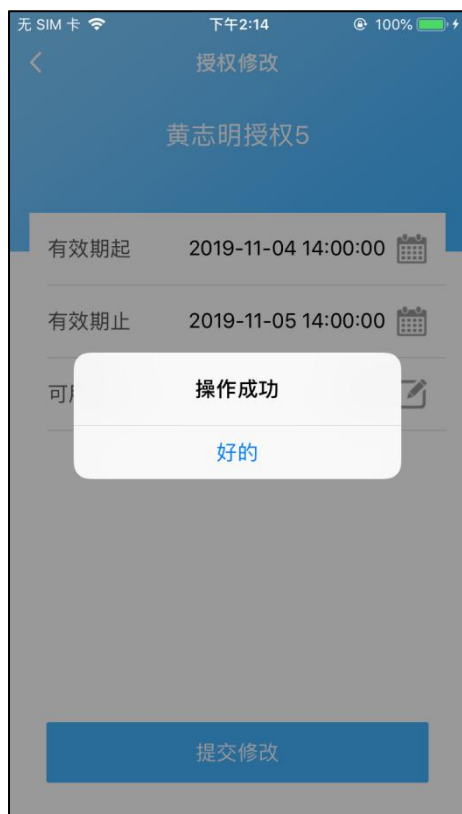 无 SIM 卡 下午2:14 100%
授权修改
黄志明授权5
有效期起 2019-11-04 14:00:00
有效期止 2019-11-05 14:00:00
可
操作成功
好的
提交修改